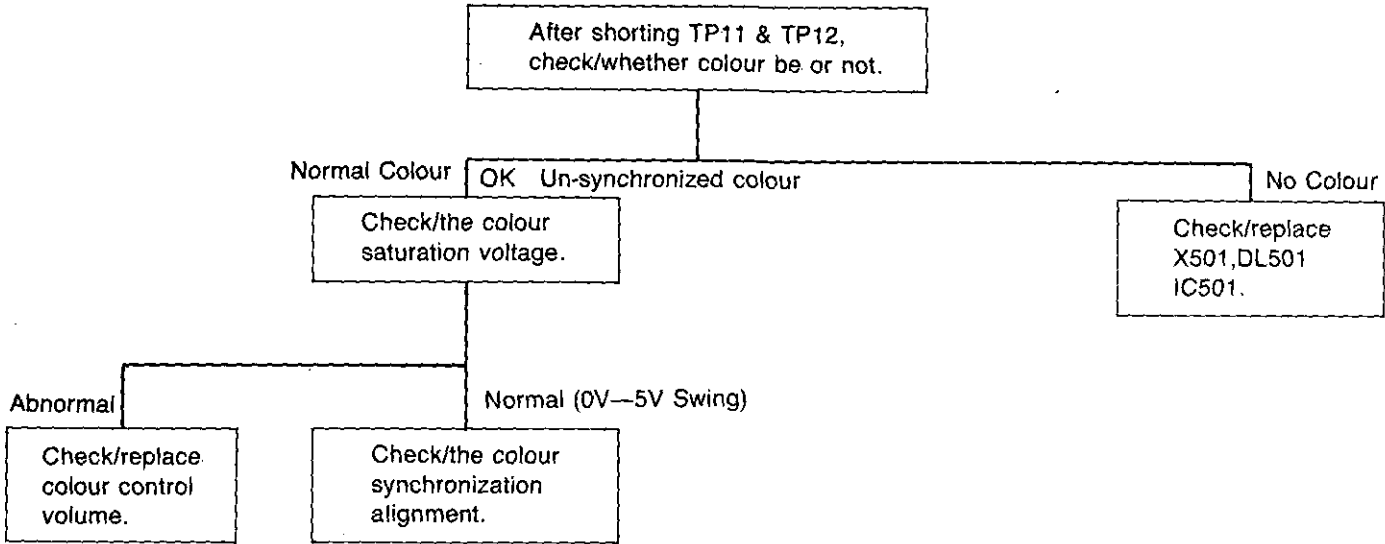 After shorting TP11 & TP12,
check/whether colour be or not.
Normal Colour
OK Un-synchronized colour
No Colour
Check/the colour
saturation voltage.
Check/replace
X501,DL501
IC501.
Abnormal
Normal (0V—5V Swing)
Check/replace
colour control
volume.
Check/the colour
synchronization
alignment.